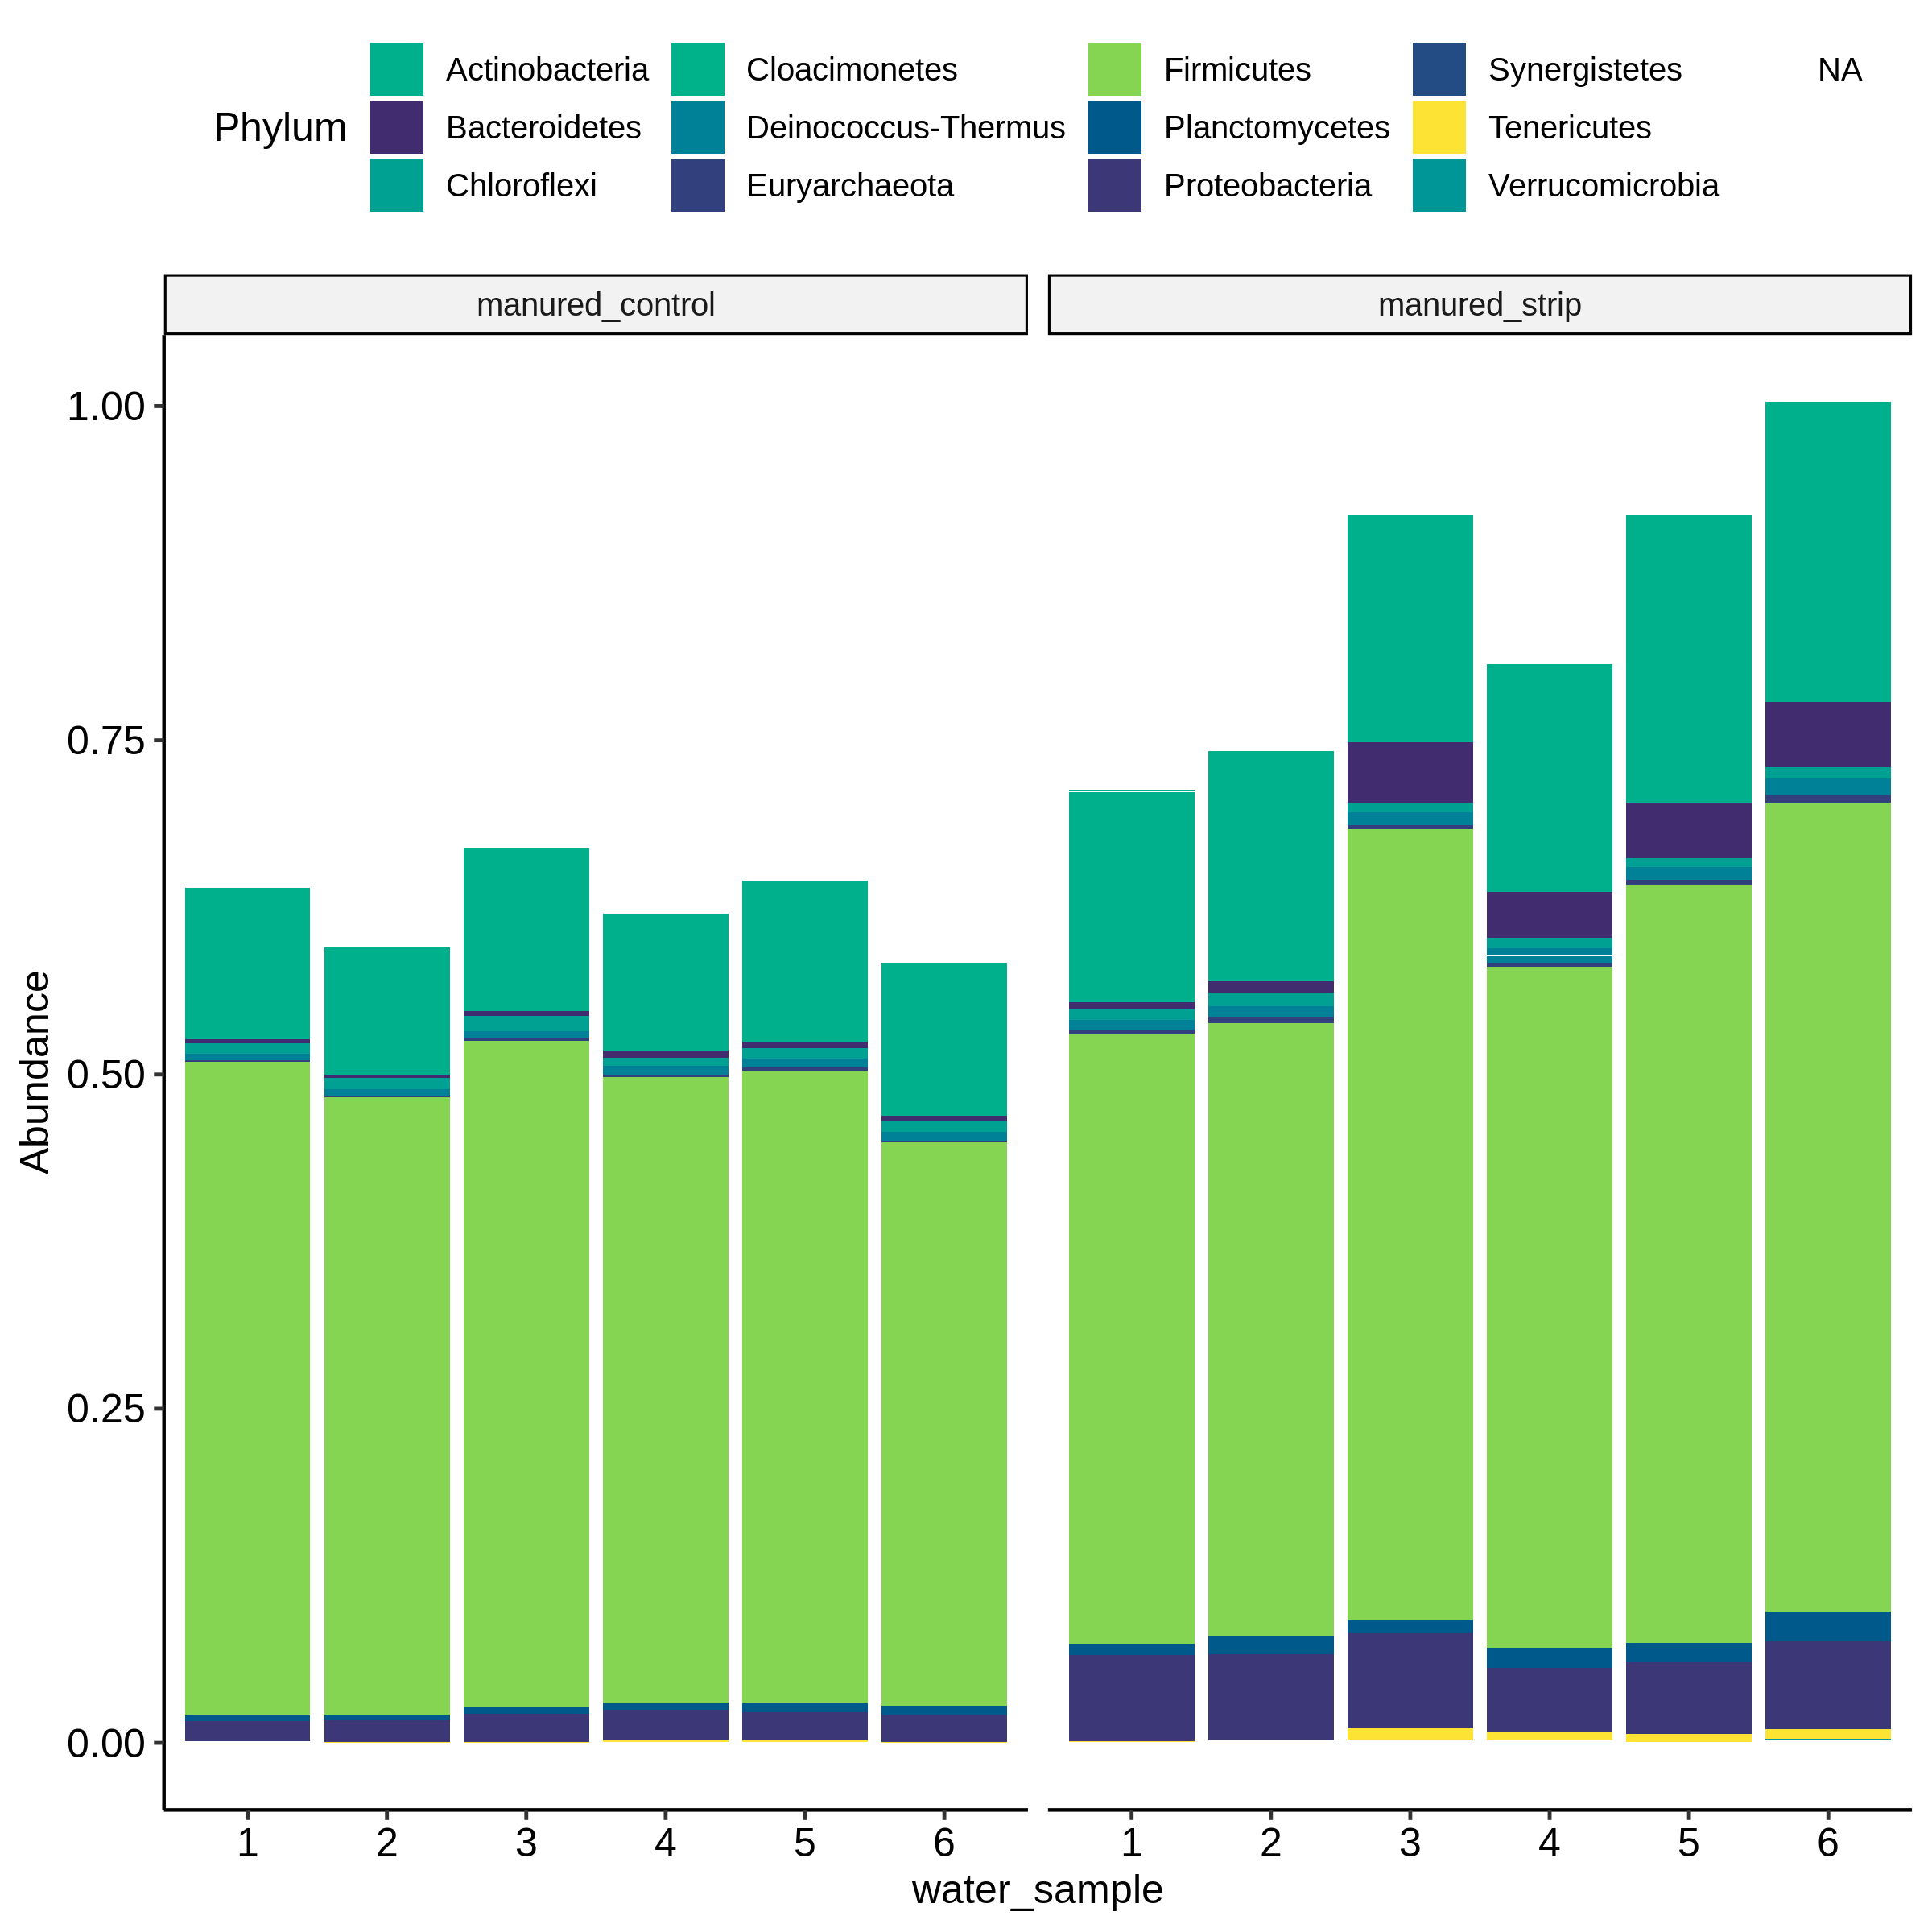 Phylum
Actinobacteria
Bacteroidetes
Chloroflexi
Cloacimonetes
Deinococcus-Thermus
Euryarchaeota
Firmicutes
Planctomycetes
Proteobacteria
Synergistetes
Tenericutes
Verrucomicrobia
NA
manured_control
manured_strip
Abundance
1.00
0.75
0.50
0.25
0.00
1 2 3 4 5 6
1 2 3 4 5 6
water_sample